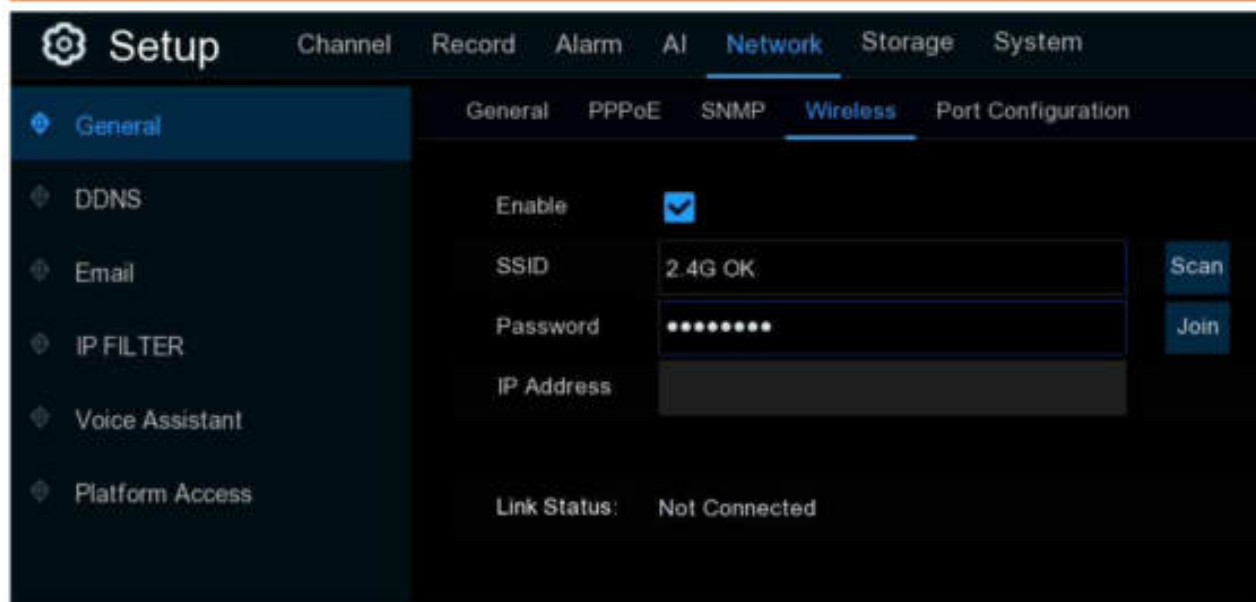 Setup Channel Record Alarm AI Network Storage System
General PPPoE SNMP Wireless Port Configuration
General
DDNS
Email
IP FILTER
Voice Assistant
Platform Access
Enable
SSID 2.4G OK Scan
Password •••••••• Join
IP Address
Link Status: Not Connected